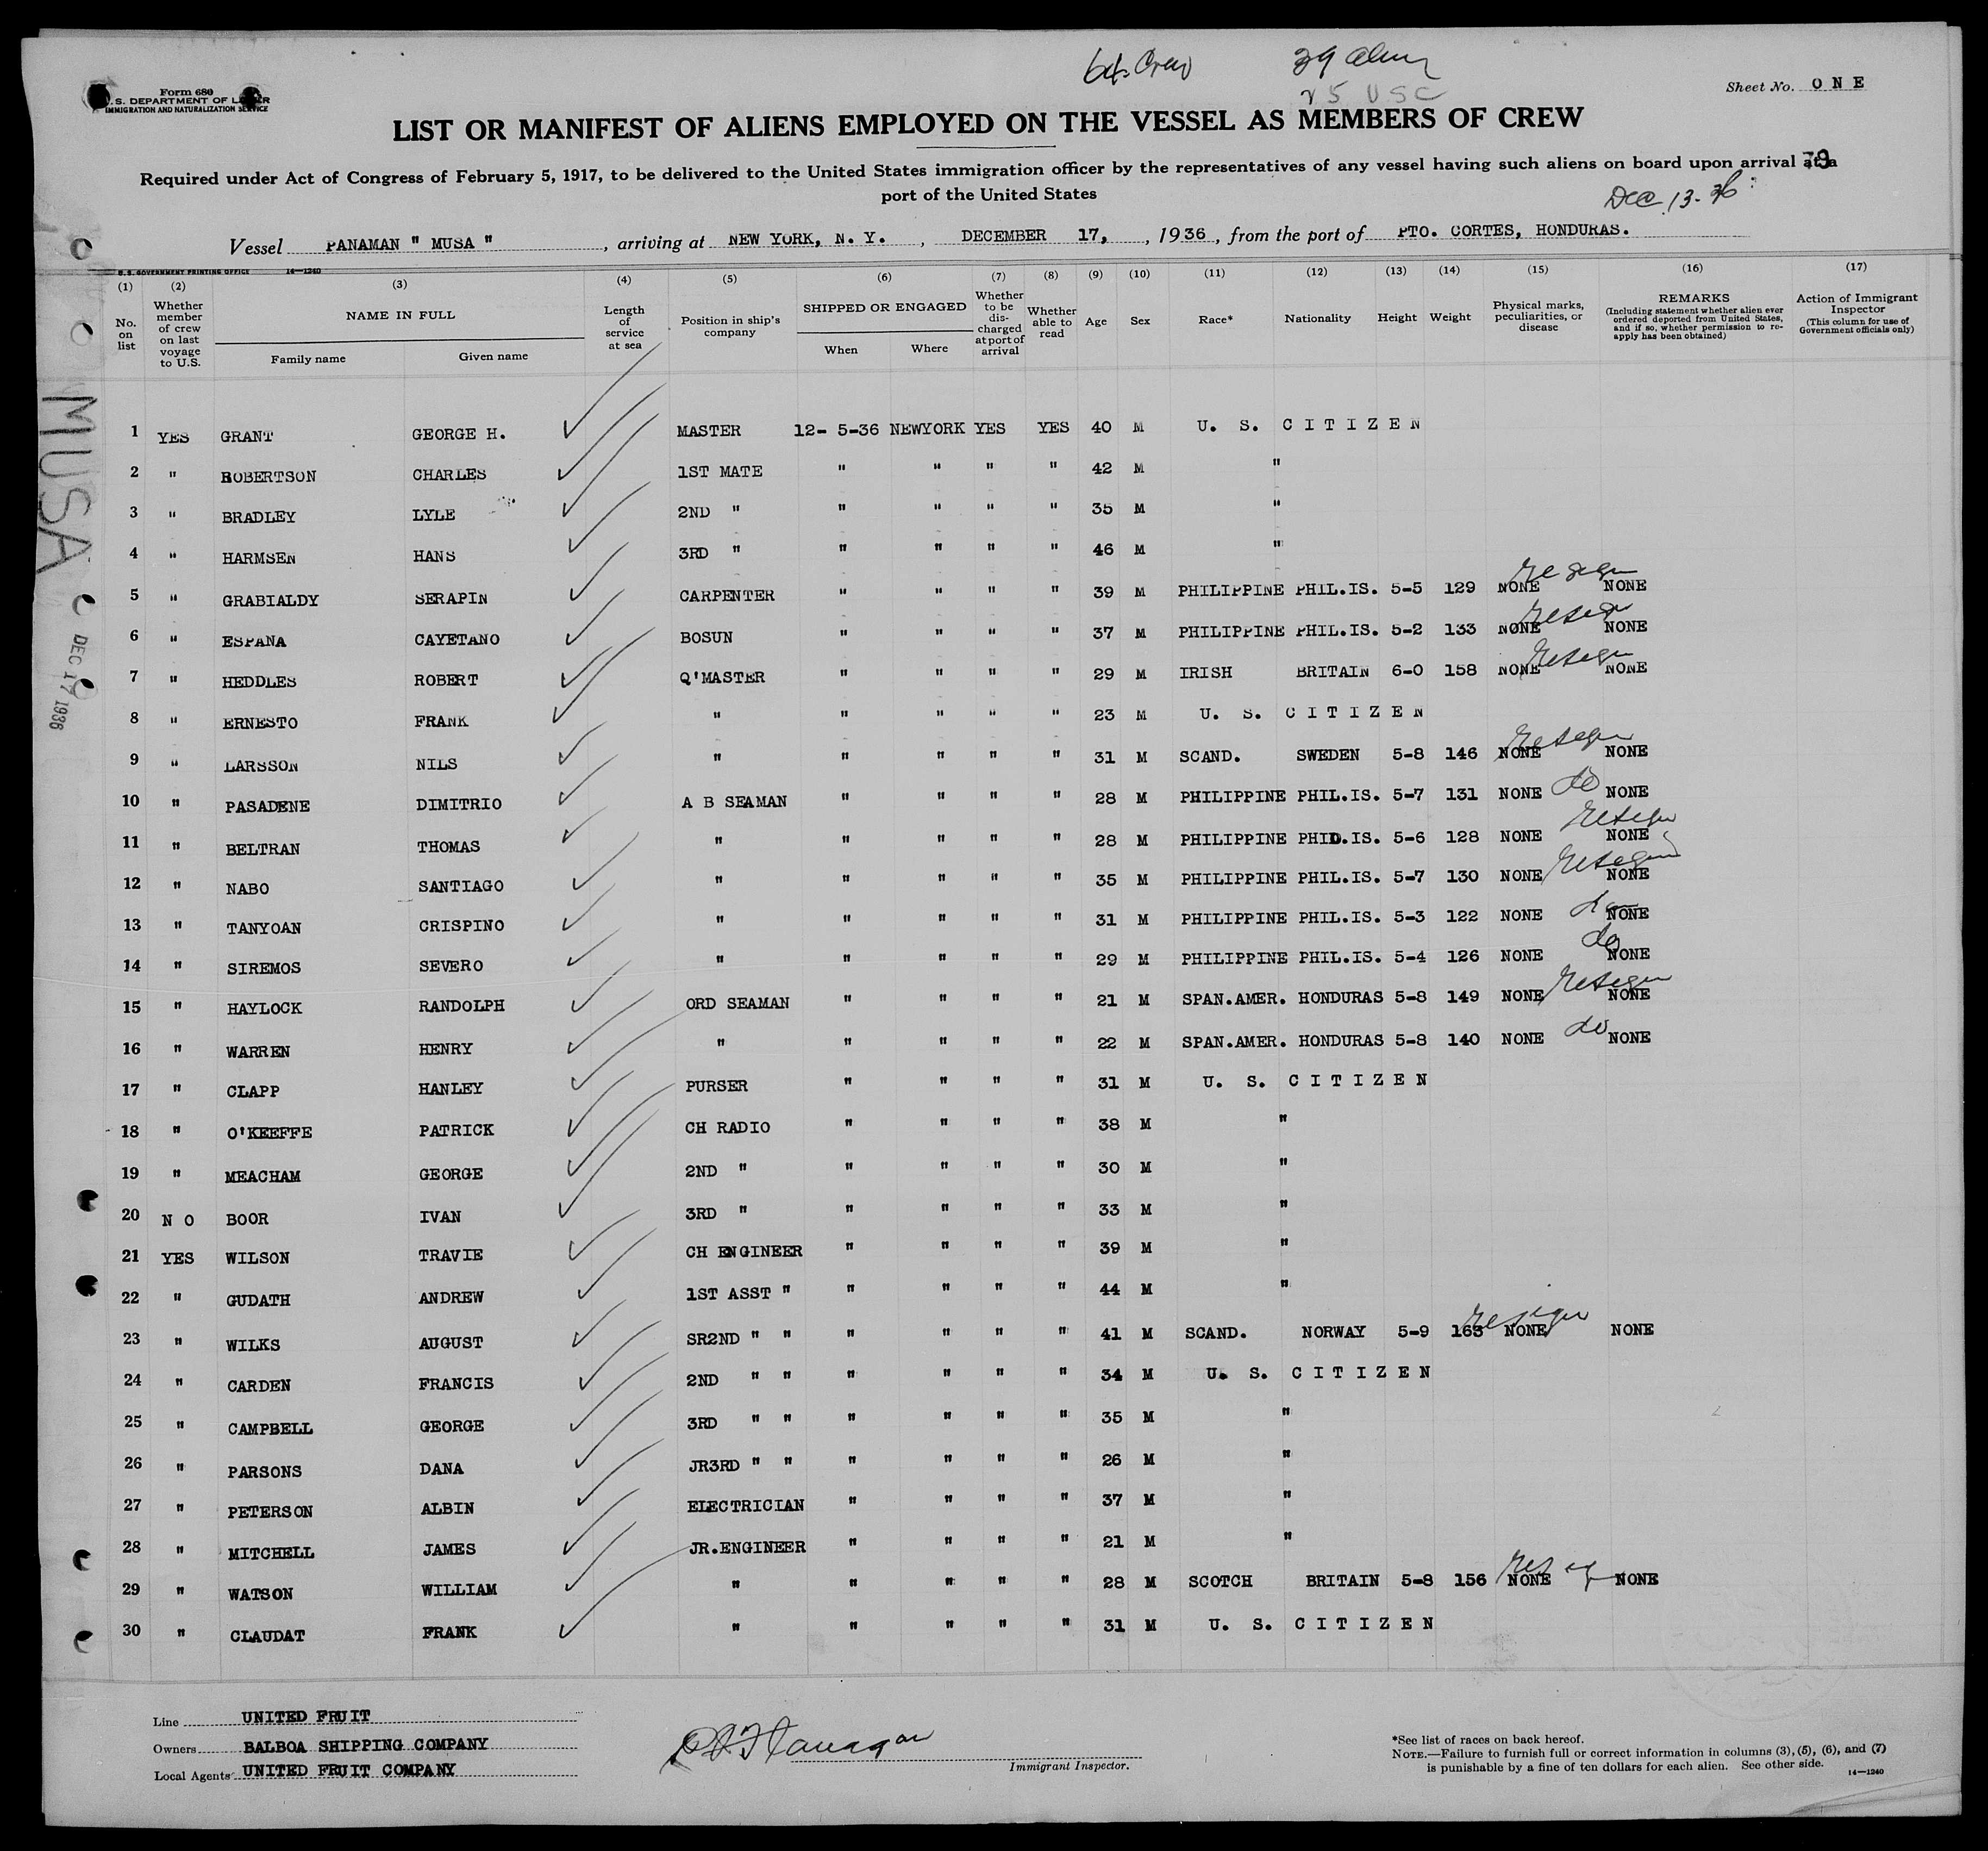 64 Crew 39 alien
25 USC
Form 680
U.S. DEPARTMENT OF LABOR
IMMIGRATION AND NATURALIZATION SERVICE
Sheet No. ONE
LIST OR MANIFEST OF ALIENS EMPLOYED ON THE VESSEL AS MEMBERS OF CREW
Required under Act of Congress of February 5, 1917, to be delivered to the United States immigration officer by the representatives of any vessel having such aliens on board upon arrival at a
port of the United States
Dec. 13-36
Vessel PANAMAN " MUSA ", arriving at NEW YORK, N. Y., DECEMBER 17, 1936, from the port of PTO. CORTES, HONDURAS.
U. S. GOVERNMENT PRINTING OFFICE 14—1240
(1) (2) (3) (4) (5) (6) (7) (8) (9) (10) (11) (12) (13) (14) (15) (16) (17)
No. on list
Whether member of crew on last voyage to U.S.
NAME IN FULL
Family name Given name
Length of service at sea
Position in ship's company
SHIPPED OR ENGAGED
When Where
Whether to be discharged at port of arrival
Whether able to read
Age Sex Race* Nationality Height Weight
Physical marks, peculiarities, or disease
REMARKS
(Including statement whether alien ever ordered deported from United States, and if so, whether permission to re-apply has been obtained)
Action of Immigrant Inspector
(This column for use of Government officials only)
MUSA
DEC 17 1936
1 YES GRANT GEORGE H. MASTER 12- 5-36 NEWYORK YES YES 40 M U. S. CITIZEN
2 " ROBERTSON CHARLES 1ST MATE " " " " 42 M "
3 " BRADLEY LYLE 2ND " " " " " 35 M "
4 " HARMSEN HANS 3RD " " " " " 46 M "
5 " GRABIALDY SERAPIN CARPENTER " " " " 39 M PHILIPPINE PHIL.IS. 5-5 129 NONE NONE
6 " ESPANA CAYETANO BOSUN " " " " 37 M PHILIPPINE PHIL.IS. 5-2 133 NONE NONE
7 " HEDDLES ROBERT Q'MASTER " " " " 29 M IRISH BRITAIN 6-0 158 NONE NONE
8 " ERNESTO FRANK " " " " " 23 M U. S. CITIZEN
9 " LARSSON NILS " " " " " 31 M SCAND. SWEDEN 5-8 146 NONE NONE
10 " PASADENE DIMITRIO A B SEAMAN " " " " 28 M PHILIPPINE PHIL.IS. 5-7 131 NONE do NONE
11 " BELTRAN THOMAS " " " " " 28 M PHILIPPINE PHID.IS. 5-6 128 NONE NONE
12 " NABO SANTIAGO " " " " " 35 M PHILIPPINE PHIL.IS. 5-7 130 NONE NONE
13 " TANYOAN CRISPINO " " " " " 31 M PHILIPPINE PHIL.IS. 5-3 122 NONE do NONE
14 " SIREMOS SEVERO " " " " " 29 M PHILIPPINE PHIL.IS. 5-4 126 NONE do NONE
15 " HAYLOCK RANDOLPH ORD SEAMAN " " " " 21 M SPAN.AMER. HONDURAS 5-8 149 NONE NONE
16 " WARREN HENRY " " " " " 22 M SPAN.AMER. HONDURAS 5-8 140 NONE do NONE
17 " CLAPP HANLEY PURSER " " " " 31 M U. S. CITIZEN
18 " O'KEEFFE PATRICK CH RADIO " " " " 38 M "
19 " MEACHAM GEORGE 2ND " " " " " 30 M "
20 N O BOOR IVAN 3RD " " " " " 33 M "
21 YES WILSON TRAVIE CH ENGINEER " " " " 39 M "
22 " GUDATH ANDREW 1ST ASST " " " " " 44 M "
23 " WILKS AUGUST SR2ND " " " " " " 41 M SCAND. NORWAY 5-9 163 NONE NONE
24 " CARDEN FRANCIS 2ND " " " " " " 34 M U. S. CITIZEN
25 " CAMPBELL GEORGE 3RD " " " " " " 35 M "
26 " PARSONS DANA JR3RD " " " " " " 26 M "
27 " PETERSON ALBIN ELECTRICIAN " " " " 37 M "
28 " MITCHELL JAMES JR.ENGINEER " " " " 21 M "
29 " WATSON WILLIAM " " " " " 28 M SCOTCH BRITAIN 5-8 156 NONE NONE
30 " CLAUDAT FRANK " " " " " 31 M U. S. CITIZEN
Line UNITED FRUIT
Owners BALBOA SHIPPING COMPANY
Local Agents UNITED FRUIT COMPANY
Immigrant Inspector.
*See list of races on back hereof.
NOTE.—Failure to furnish full or correct information in columns (3), (5), (6), and (7)
is punishable by a fine of ten dollars for each alien. See other side.
14—1240